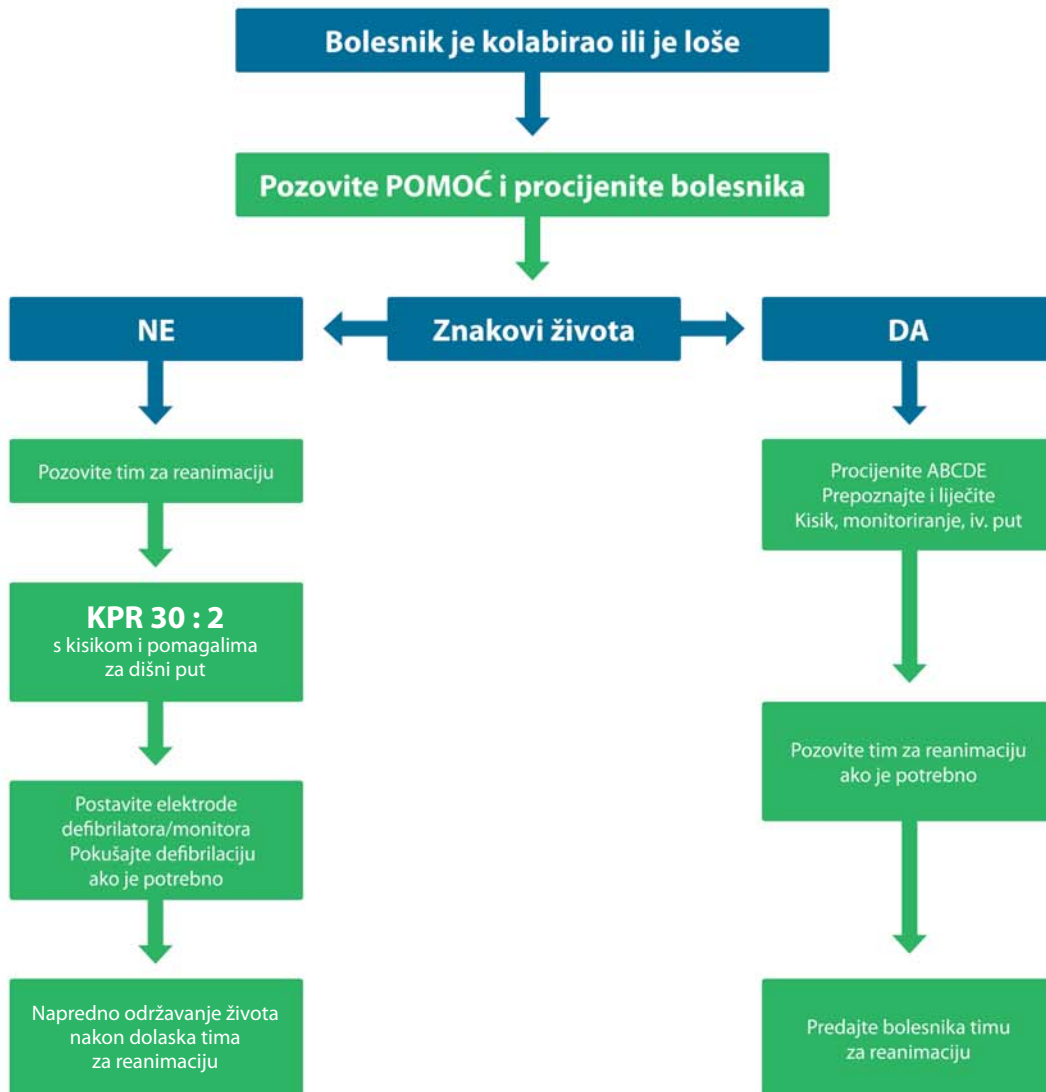 Bolesnik je kolabirao ili je loše
Pozovite POMOĆ i procijenite bolesnika
NE
Znakovi života
DA
Pozovite tim za reanimaciju
KPR 30 : 2
s kisikom i pomagalima
za dišni put
Postavite elektrode
defibrilatora/monitora
Pokušajte defibrilaciju
ako je potrebno
Napredno održavanje života
nakon dolaska tima
za reanimaciju
Procijenite ABCDE
Prepoznajte i liječite
Kisik, monitoriranje, iv. put
Pozovite tim za reanimaciju
ako je potrebno
Predajte bolesnika timu
za reanimaciju